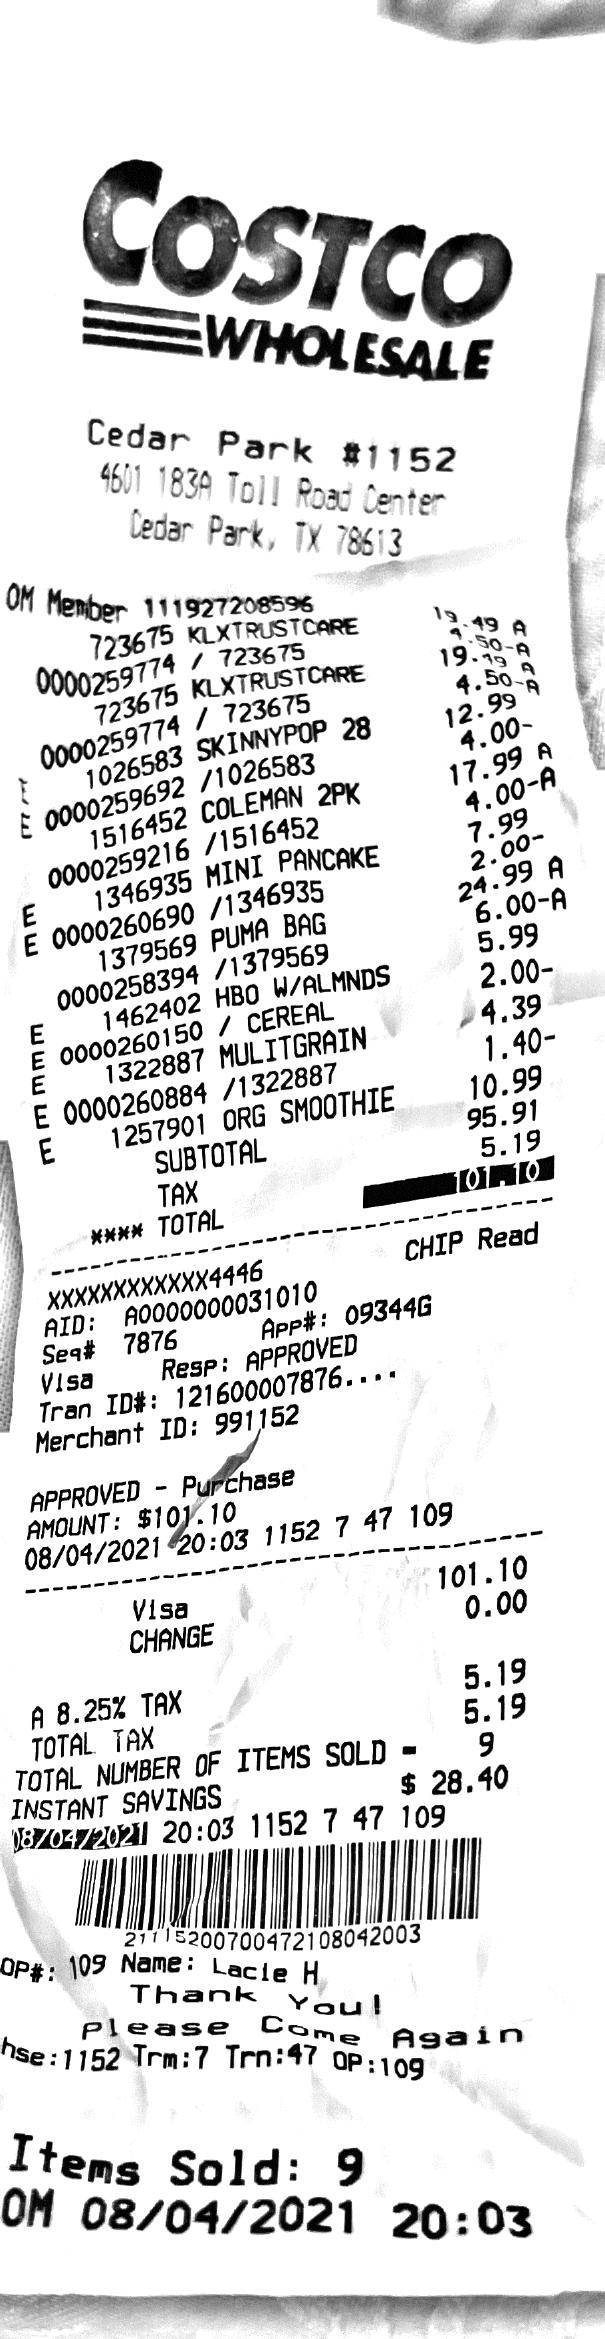 COSTCO
WHOLESALE
Cedar Park #1152
4601 183A Toll Road Center
Cedar Park, TX 78613
OM Member 111927208596
723675 KLXTRUSTCARE 19.49 A
0000259774 / 723675 4.50-A
723675 KLXTRUSTCARE 19.49 A
0000259774 / 723675 4.50-A
E 1026583 SKINNYPOP 28 12.99
E 0000259692 /1026583 4.00-
1516452 COLEMAN 2PK 17.99 A
0000259216 /1516452 4.00-A
E 1346935 MINI PANCAKE 7.99
E 0000260690 /1346935 2.00-
1379569 PUMA BAG 24.99 A
0000258394 /1379569 6.00-A
E 1462402 HBO W/ALMNDS 5.99
E 0000260150 / CEREAL 2.00-
E 1322887 MULITGRAIN 4.39
E 0000260884 /1322887 1.40-
E 1257901 ORG SMOOTHIE 10.99
SUBTOTAL 95.91
TAX 5.19
**** TOTAL 101.10
XXXXXXXXXXXX4446 CHIP Read
AID: A0000000031010
Seq# 7876 App#: 09344G
Visa Resp: APPROVED
Tran ID#: 121600007876....
Merchant ID: 991152
APPROVED - Purchase
AMOUNT: $101.10
08/04/2021 20:03 1152 7 47 109
Visa 101.10
CHANGE 0.00
A 8.25% TAX 5.19
TOTAL TAX 5.19
TOTAL NUMBER OF ITEMS SOLD = 9
INSTANT SAVINGS $ 28.40
08/04/2021 20:03 1152 7 47 109
21115200700472108042003
OP#: 109 Name: Lacie H
Thank You!
Please Come Again
hse:1152 Trm:7 Trn:47 OP:109
Items Sold: 9
OM 08/04/2021 20:03